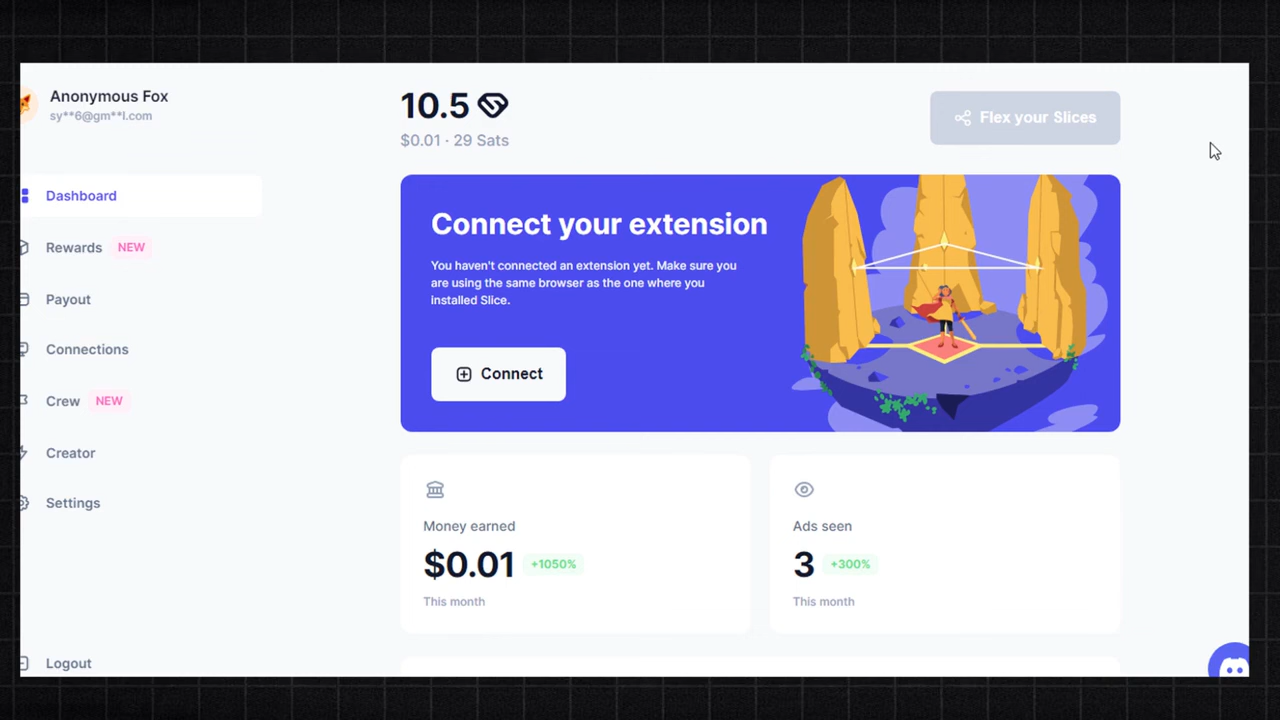 Anonymous Fox
sy**6@gm**l.com
Dashboard
Rewards NEW
Payout
Connections
Crew NEW
Creator
Settings
Logout
10.5
$0.01 · 29 Sats
Flex your Slices
Connect your extension
You haven't connected an extension yet. Make sure you
are using the same browser as the one where you
installed Slice.
Connect
Money earned
$0.01 +1050%
This month
Ads seen
3 +300%
This month